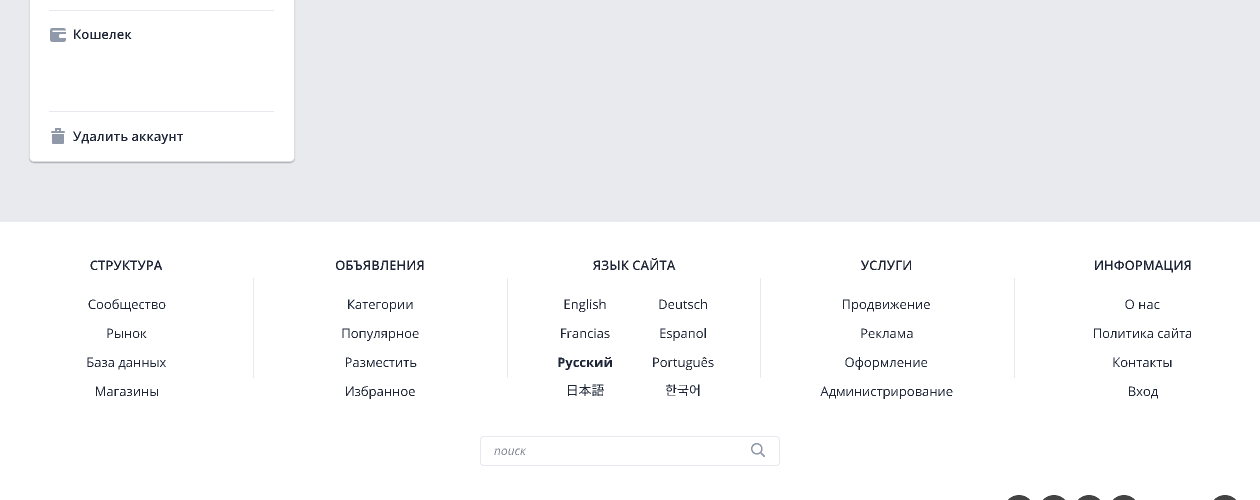 Кошелек
Удалить аккаунт
СТРУКТУРА
Сообщество
Рынок
База данных
Магазины
ОБЪЯВЛЕНИЯ
Категории
Популярное
Разместить
Избранное
ЯЗЫК САЙТА
English Deutsch
Francias Espanol
Русский Português
日本語 한국어
УСЛУГИ
Продвижение
Реклама
Оформление
Администрирование
ИНФОРМАЦИЯ
О нас
Политика сайта
Контакты
Вход
поиск